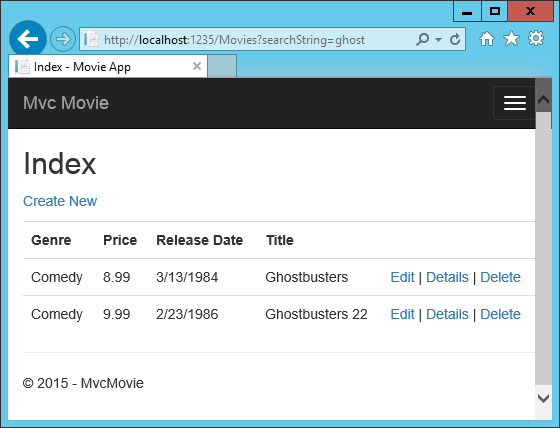 http://localhost:1235/Movies?searchString=ghost
Index - Movie App
Mvc Movie
Index
Create New
Genre Price Release Date Title
Comedy 8.99 3/13/1984 Ghostbusters Edit | Details | Delete
Comedy 9.99 2/23/1986 Ghostbusters 22 Edit | Details | Delete
© 2015 - MvcMovie